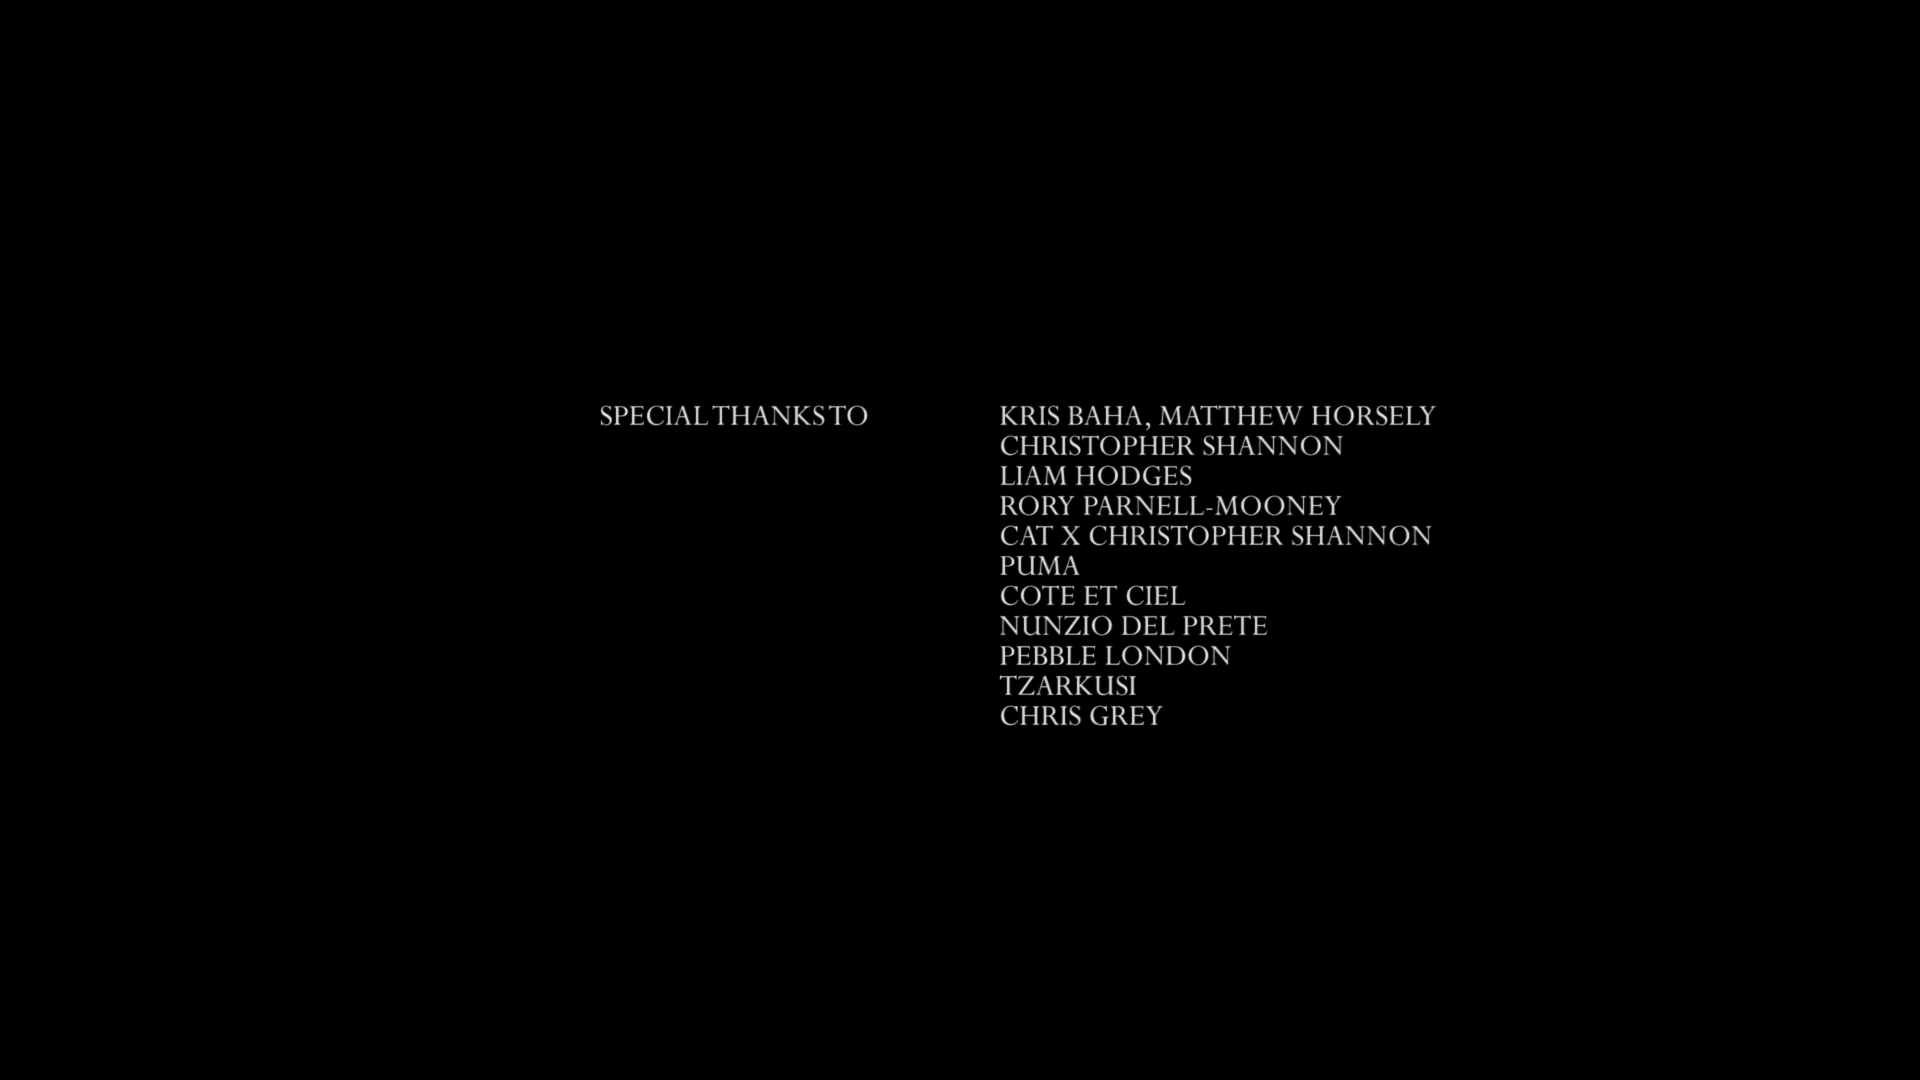 SPECIAL THANKS TO KRIS BAHA, MATTHEW HORSELY
CHRISTOPHER SHANNON
LIAM HODGES
RORY PARNELL-MOONEY
CAT X CHRISTOPHER SHANNON
PUMA
COTE ET CIEL
NUNZIO DEL PRETE
PEBBLE LONDON
TZARKUSI
CHRIS GREY